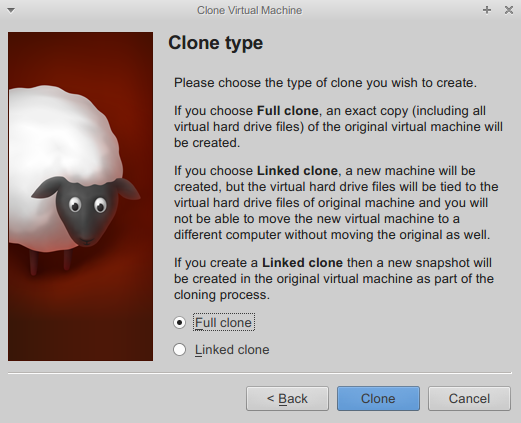 Clone Virtual Machine
Clone type
Please choose the type of clone you wish to create.
If you choose Full clone, an exact copy (including all
virtual hard drive files) of the original virtual machine will
be created.
If you choose Linked clone, a new machine will be
created, but the virtual hard drive files will be tied to the
virtual hard drive files of original machine and you will
not be able to move the new virtual machine to a
different computer without moving the original as well.
If you create a Linked clone then a new snapshot will
be created in the original virtual machine as part of the
cloning process.
Full clone
Linked clone
< Back
Clone
Cancel